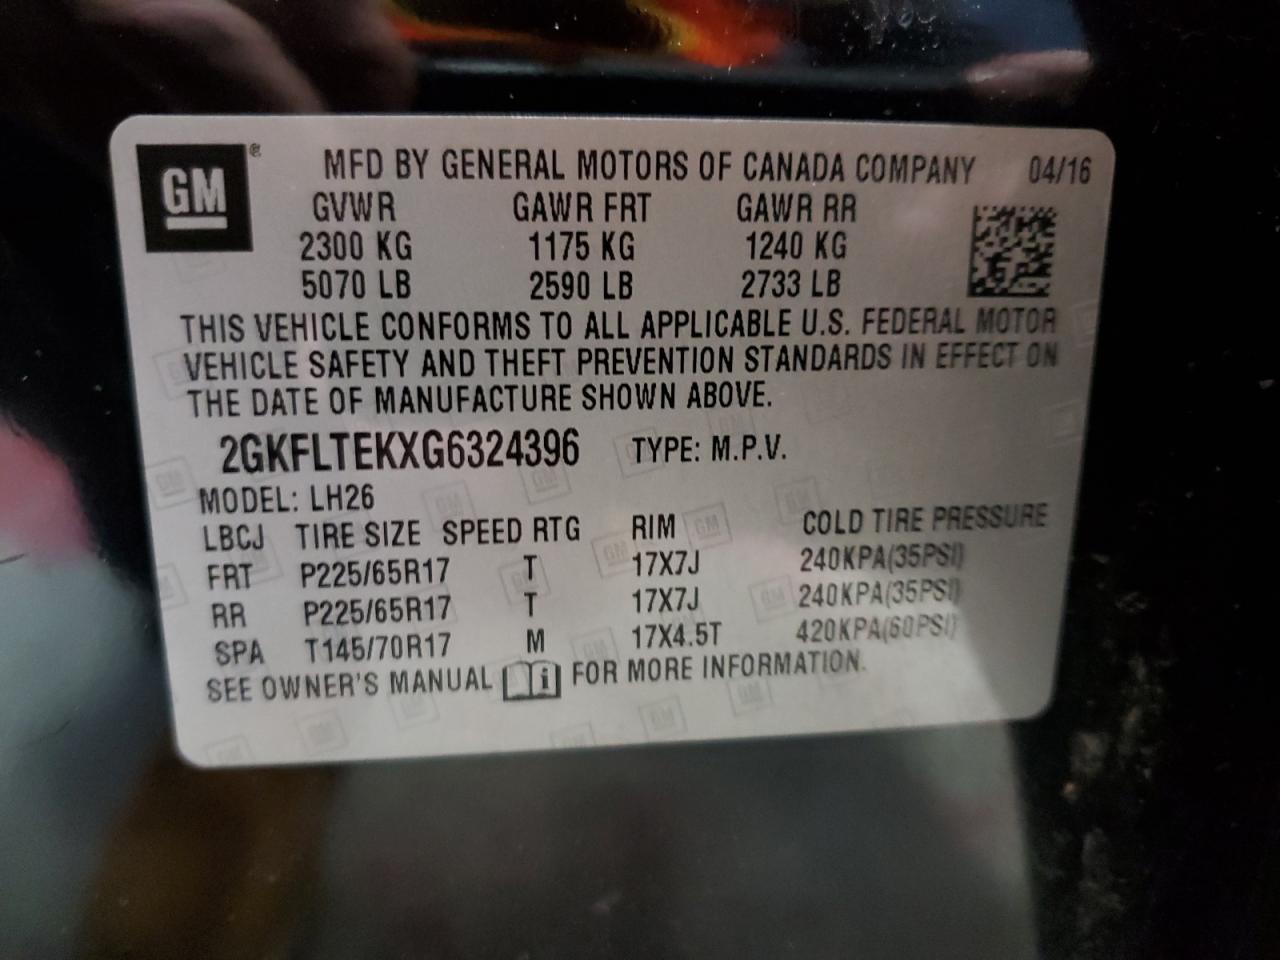 GM ® MFD BY GENERAL MOTORS OF CANADA COMPANY 04/16
GVWR GAWR FRT GAWR RR
2300 KG 1175 KG 1240 KG
5070 LB 2590 LB 2733 LB
THIS VEHICLE CONFORMS TO ALL APPLICABLE U.S. FEDERAL MOTOR
VEHICLE SAFETY AND THEFT PREVENTION STANDARDS IN EFFECT ON
THE DATE OF MANUFACTURE SHOWN ABOVE.
2GKFLTEKXG6324396 TYPE: M.P.V.
MODEL: LH26
LBCJ TIRE SIZE SPEED RTG RIM COLD TIRE PRESSURE
FRT P225/65R17 T 17X7J 240KPA(35PSI)
RR P225/65R17 T 17X7J 240KPA(35PSI)
SPA T145/70R17 M 17X4.5T 420KPA(60PSI)
SEE OWNER'S MANUAL i FOR MORE INFORMATION.